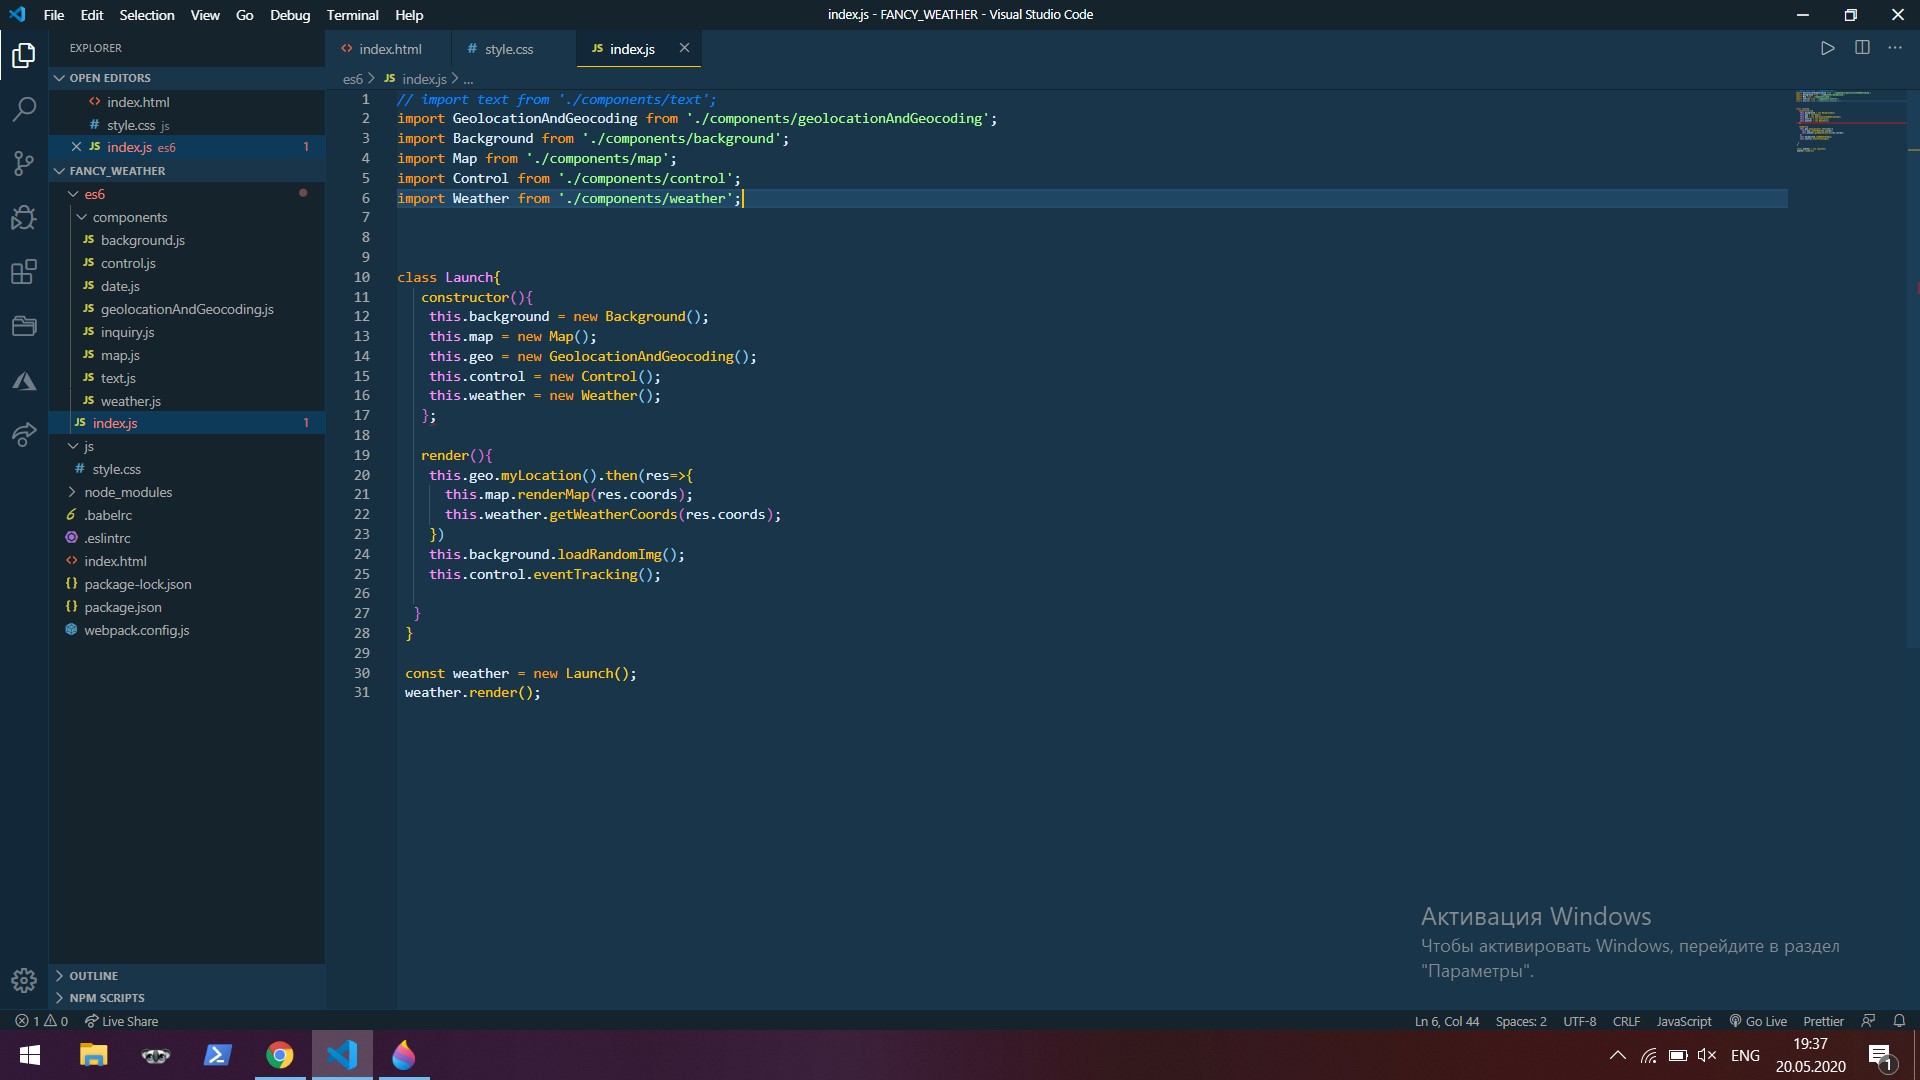 File Edit Selection View Go Debug Terminal Help
index.js - FANCY_WEATHER - Visual Studio Code
EXPLORER
OPEN EDITORS
index.html
style.css js
index.js es6 1
FANCY_WEATHER
es6
components
background.js
control.js
date.js
geolocationAndGeocoding.js
inquiry.js
map.js
text.js
weather.js
index.js 1
js
style.css
node_modules
.babelrc
.eslintrc
index.html
package-lock.json
package.json
webpack.config.js
OUTLINE
NPM SCRIPTS
index.html style.css JS index.js
es6 > JS index.js > ...
1 // import text from './components/text';
2 import GeolocationAndGeocoding from './components/geolocationAndGeocoding';
3 import Background from './components/background';
4 import Map from './components/map';
5 import Control from './components/control';
6 import Weather from './components/weather';
7
8
9
10 class Launch{
11 constructor(){
12 this.background = new Background();
13 this.map = new Map();
14 this.geo = new GeolocationAndGeocoding();
15 this.control = new Control();
16 this.weather = new Weather();
17 };
18
19 render(){
20 this.geo.myLocation().then(res=>{
21 this.map.renderMap(res.coords);
22 this.weather.getWeatherCoords(res.coords);
23 })
24 this.background.loadRandomImg();
25 this.control.eventTracking();
26
27 }
28 }
29
30 const weather = new Launch();
31 weather.render();
Активация Windows
Чтобы активировать Windows, перейдите в раздел
"Параметры".
1 0 Live Share
Ln 6, Col 44 Spaces: 2 UTF-8 CRLF JavaScript Go Live Prettier
ENG
19:37
20.05.2020
1